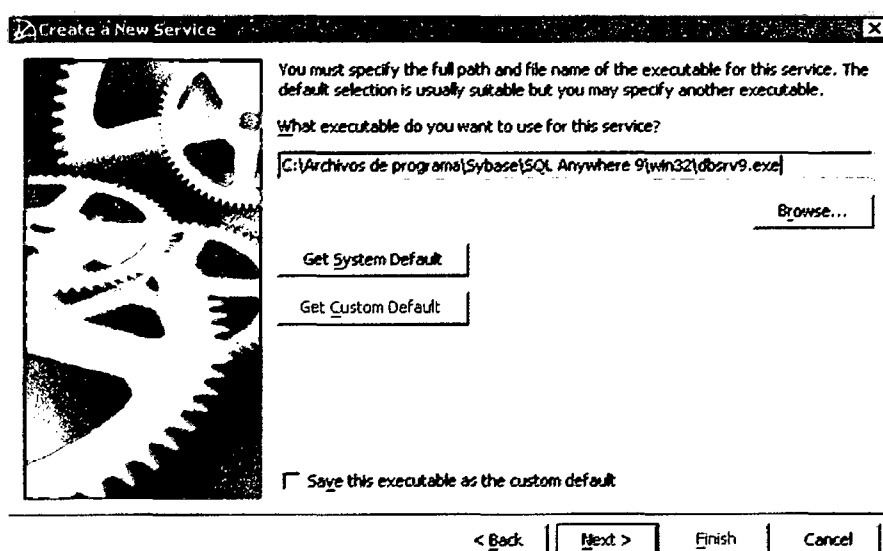 Create a New Service
You must specify the full path and file name of the executable for this service. The
default selection is usually suitable but you may specify another executable.
What executable do you want to use for this service?
C:\Archivos de programa\Sybase\SQL Anywhere 9\win32\dbsrv9.exe
Browse...
Get System Default
Get Custom Default
Save this executable as the custom default
< Back
Next >
Finish
Cancel